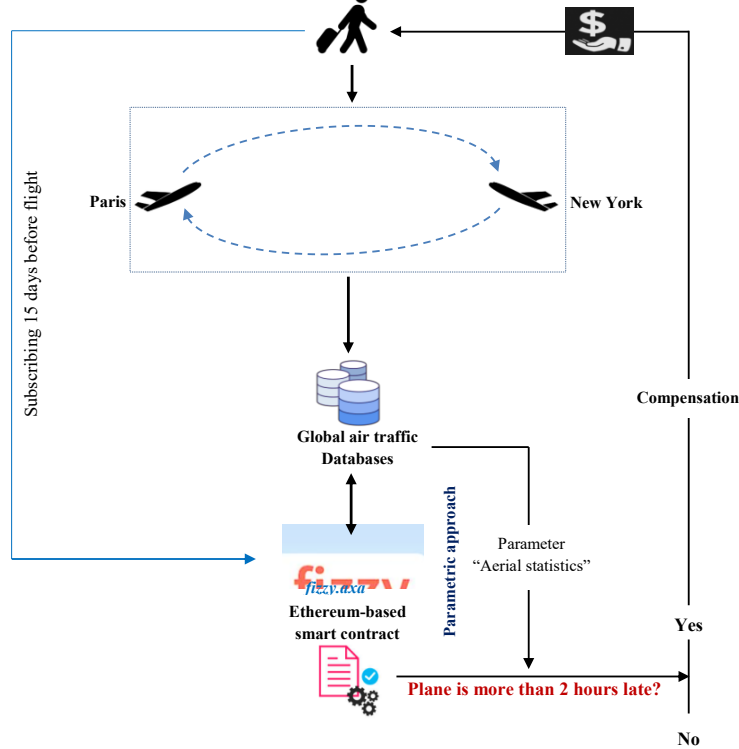 $
Subscribing 15 days before flight
Paris
New York
Compensation
Global air traffic
Databases
Parametric approach
Parameter
“Aerial statistics”
fizzy
fizzy.axa
Ethereum-based
smart contract
Yes
Plane is more than 2 hours late?
No